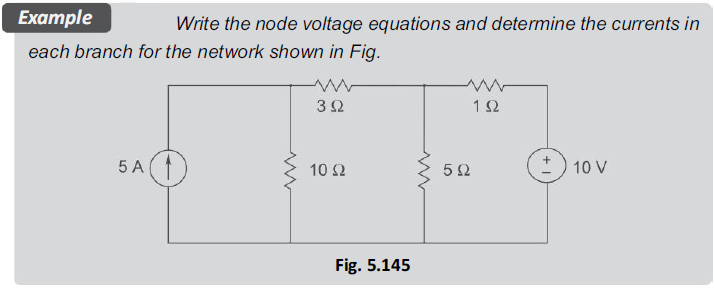 Example
Write the node voltage equations and determine the currents in
each branch for the network shown in Fig.
3 Ω
1 Ω
5 A
10 Ω
5 Ω
+
−
10 V
Fig. 5.145